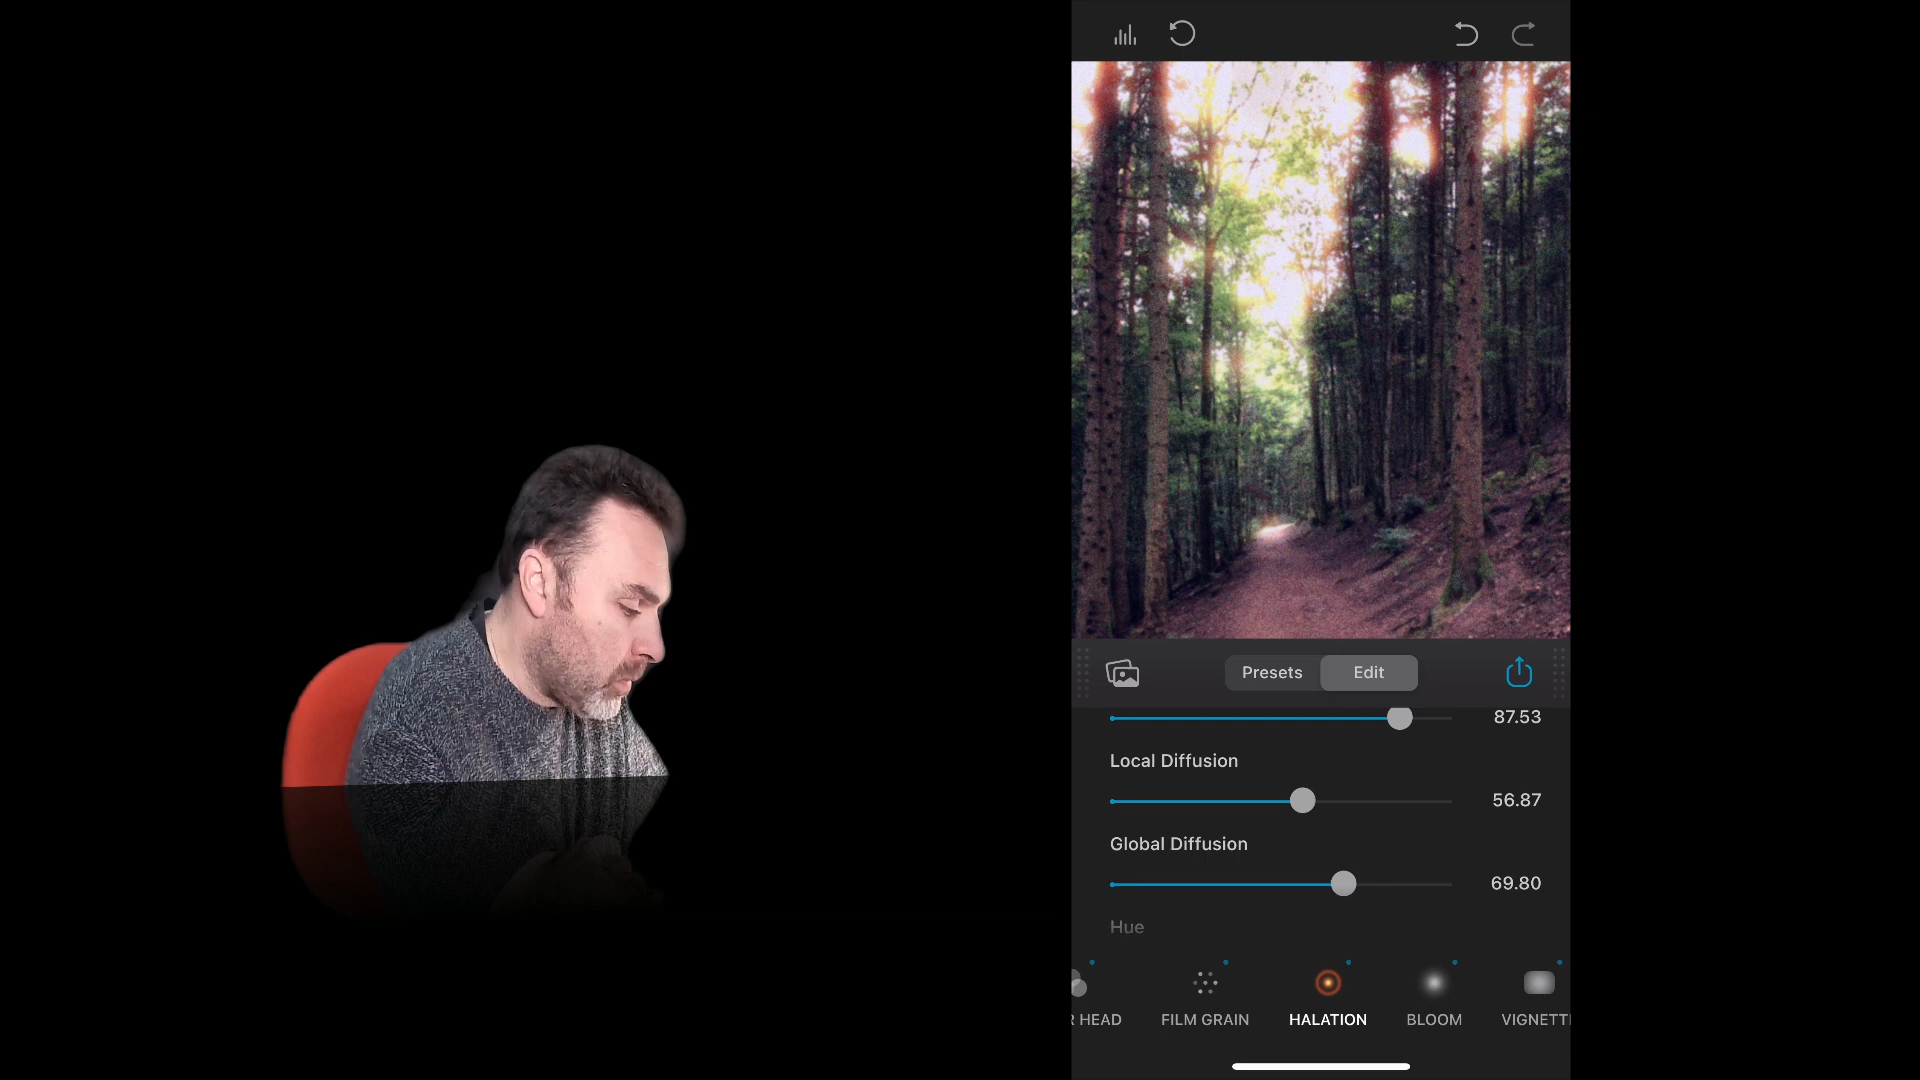 Presets Edit
87.53
Local Diffusion
56.87
Global Diffusion
69.80
Hue
R HEAD FILM GRAIN HALATION BLOOM VIGNETT